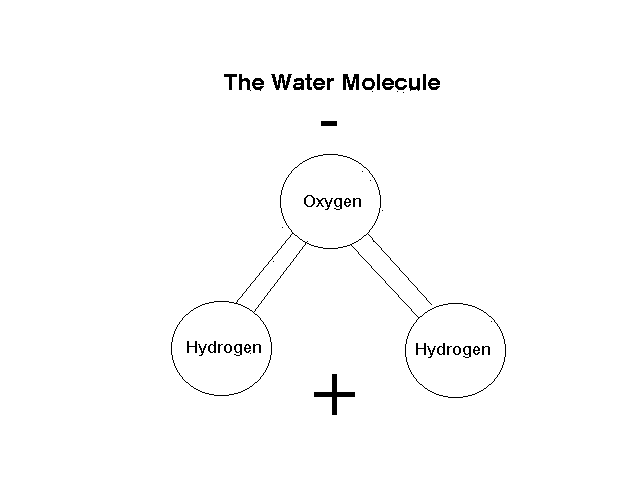 The Water Molecule
-
Oxygen
Hydrogen
Hydrogen
+